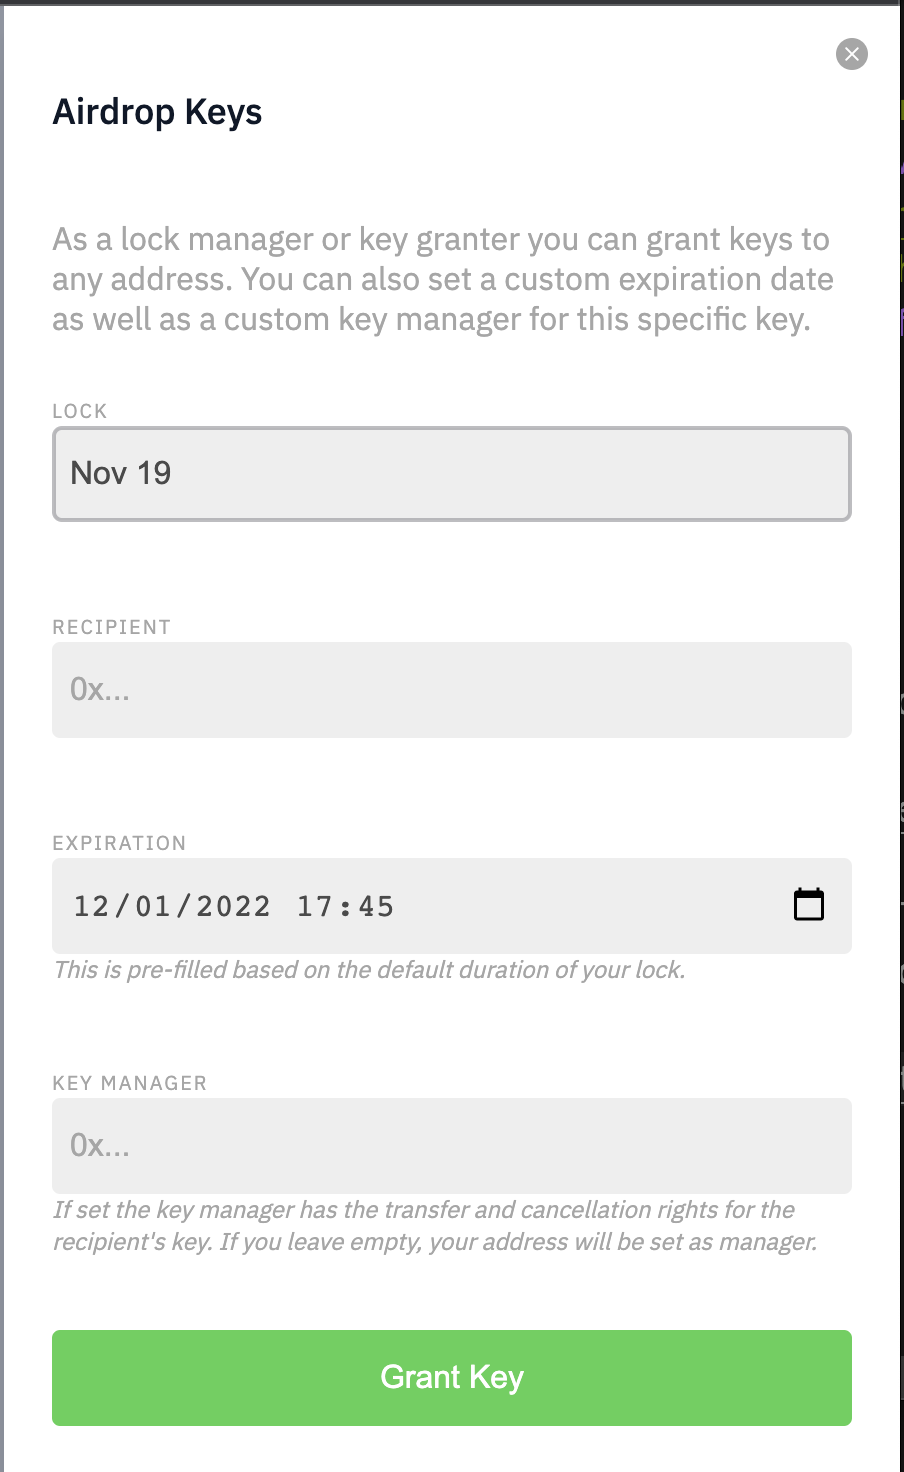 Airdrop Keys
As a lock manager or key granter you can grant keys to
any address. You can also set a custom expiration date
as well as a custom key manager for this specific key.
LOCK
Nov 19
RECIPIENT
0x...
EXPIRATION
12/01/2022 17:45
This is pre-filled based on the default duration of your lock.
KEY MANAGER
0x...
If set the key manager has the transfer and cancellation rights for the
recipient's key. If you leave empty, your address will be set as manager.
Grant Key